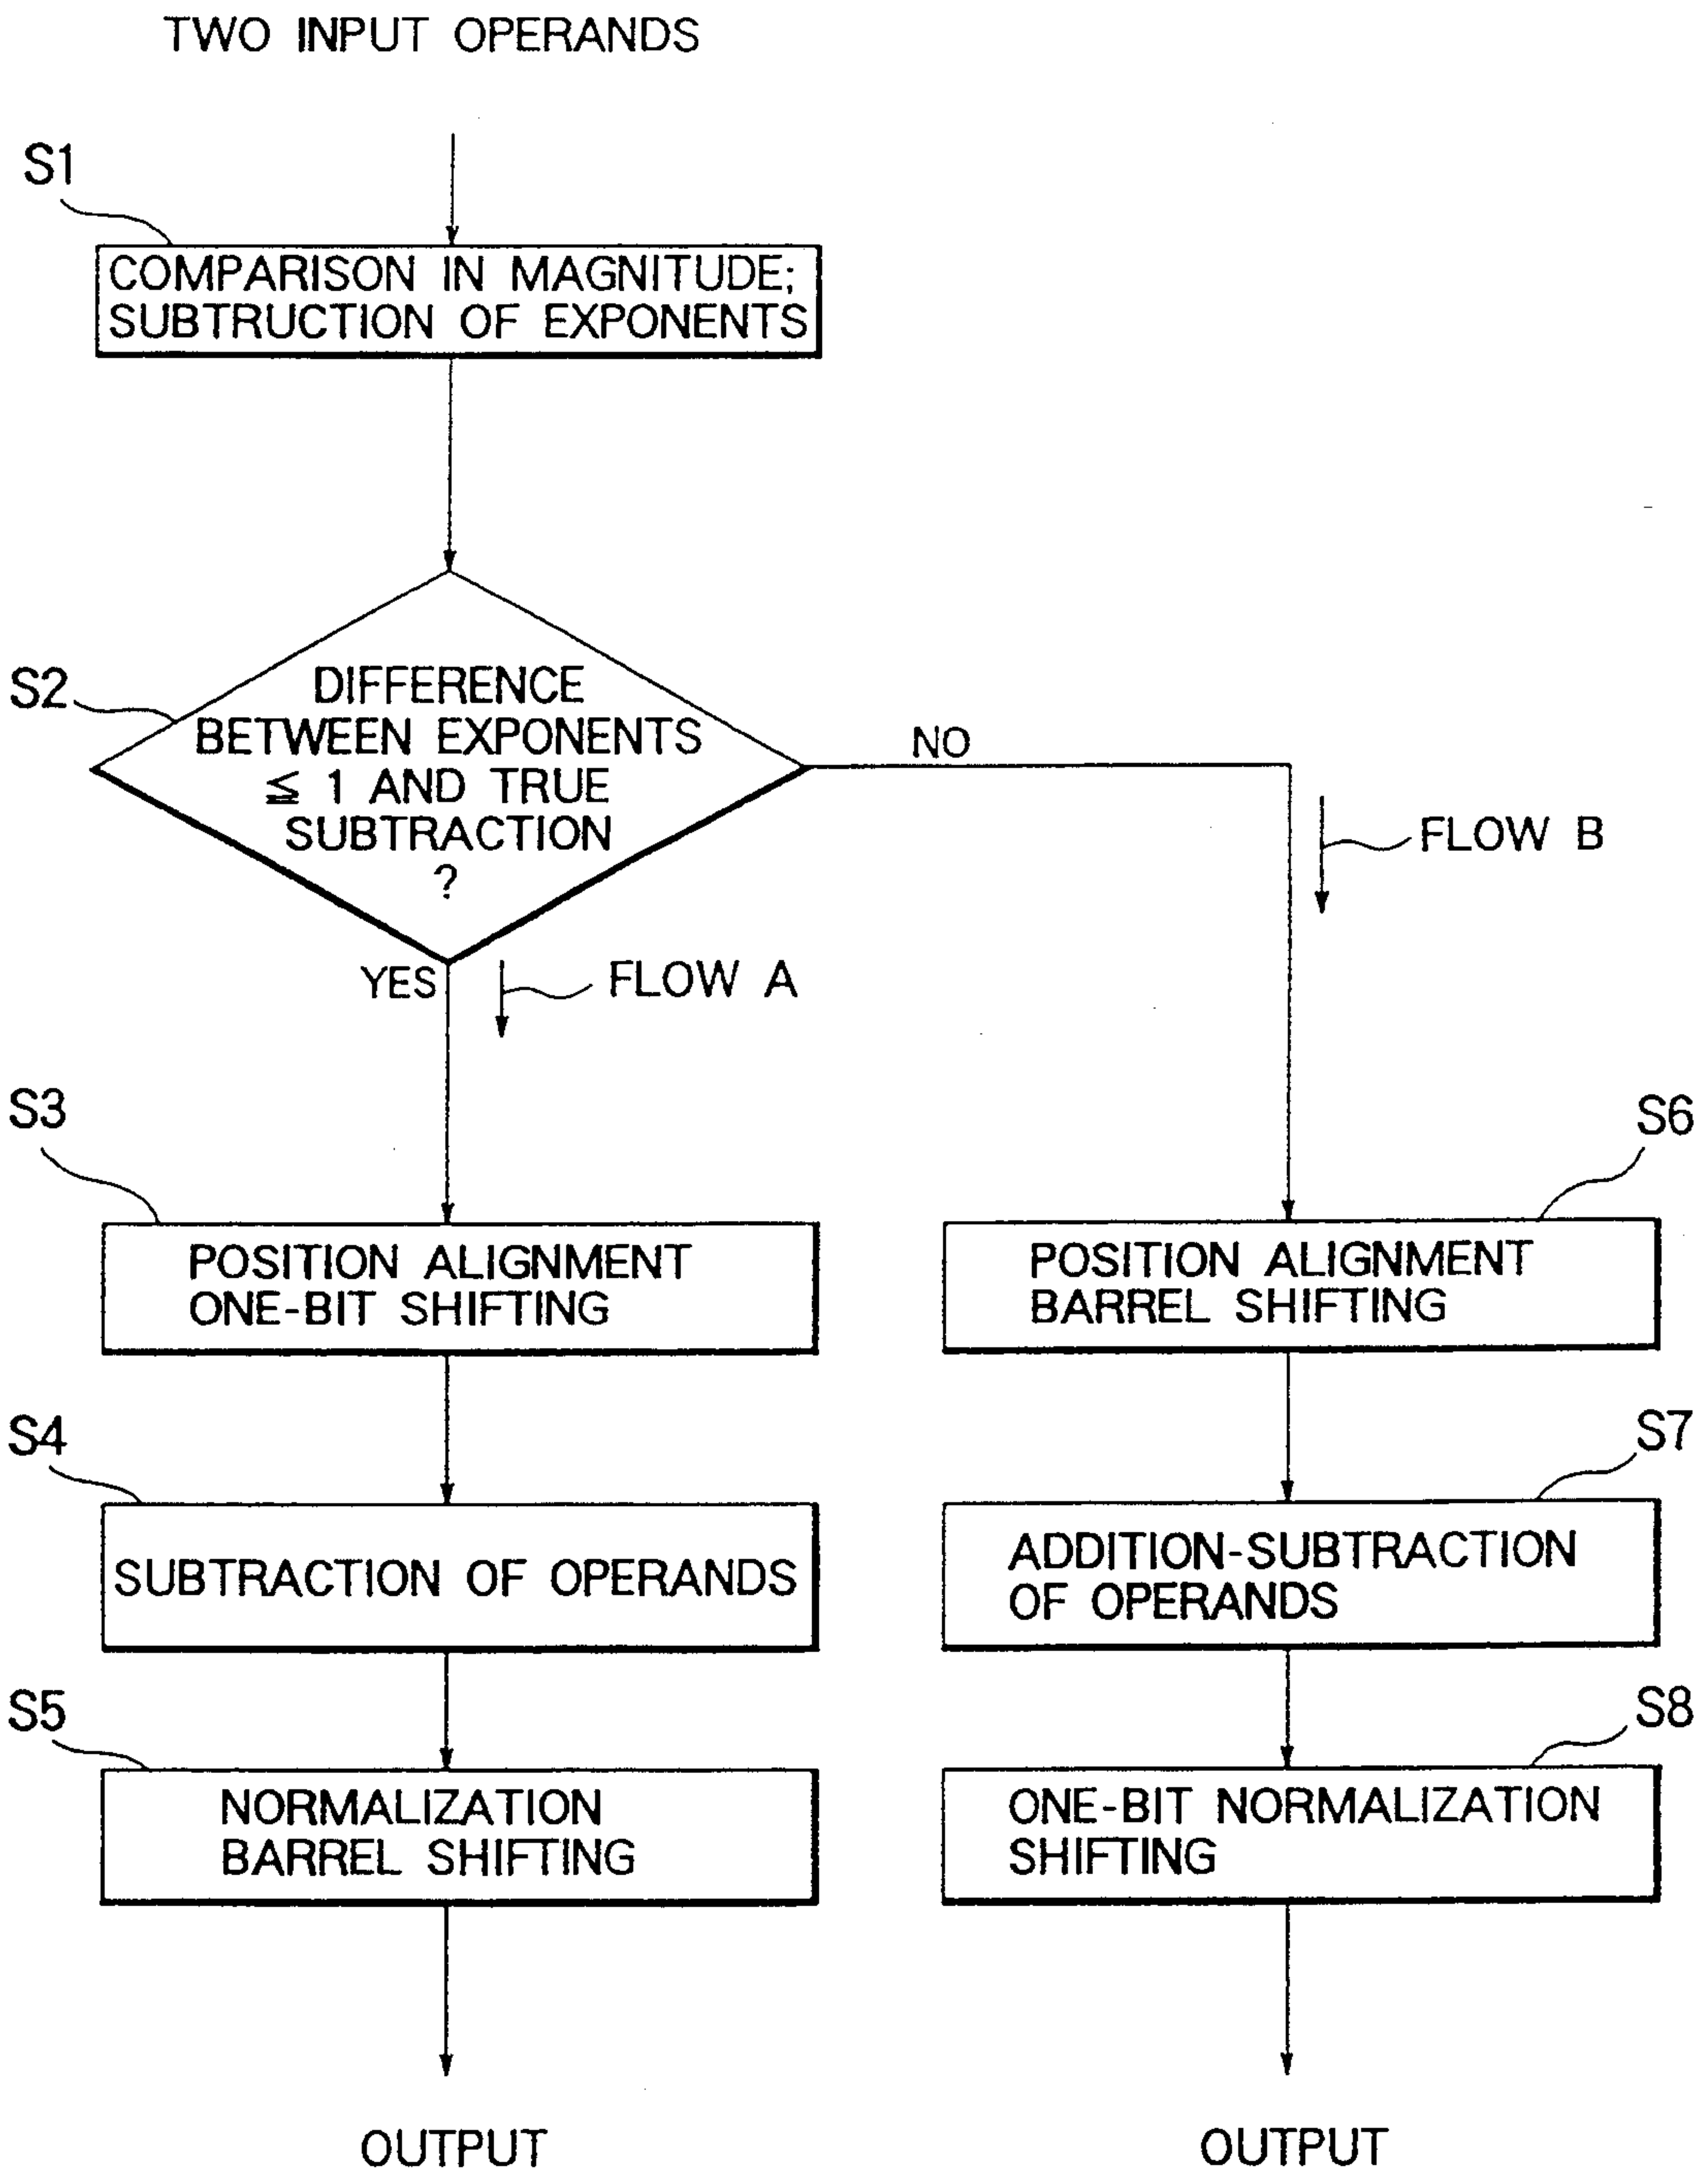 TWO INPUT OPERANDS
S1
COMPARISON IN MAGNITUDE;
SUBTRUCTION OF EXPONENTS
S2
DIFFERENCE
BETWEEN EXPONENTS
≦ 1 AND TRUE
SUBTRACTION
?
NO
FLOW B
YES
FLOW A
S3
POSITION ALIGNMENT
ONE-BIT SHIFTING
S6
POSITION ALIGNMENT
BARREL SHIFTING
S4
SUBTRACTION OF OPERANDS
S7
ADDITION-SUBTRACTION
OF OPERANDS
S5
NORMALIZATION
BARREL SHIFTING
S8
ONE-BIT NORMALIZATION
SHIFTING
OUTPUT
OUTPUT